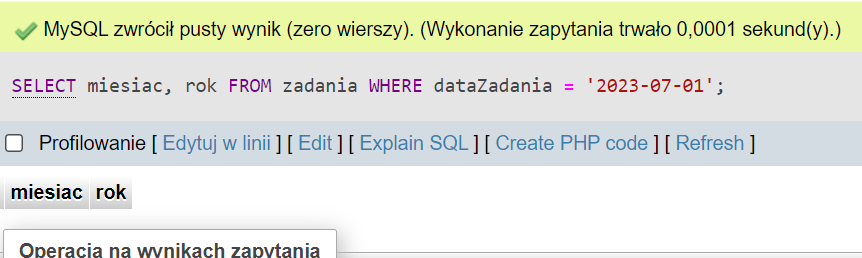 MySQL zwrócił pusty wynik (zero wierszy). (Wykonanie zapytania trwało 0,0001 sekund(y).)
SELECT miesiac, rok FROM zadania WHERE dataZadania = '2023-07-01';
Profilowanie [ Edytuj w linii ] [ Edit ] [ Explain SQL ] [ Create PHP code ] [ Refresh ]
miesiac rok
Operacja na wynikach zapytania